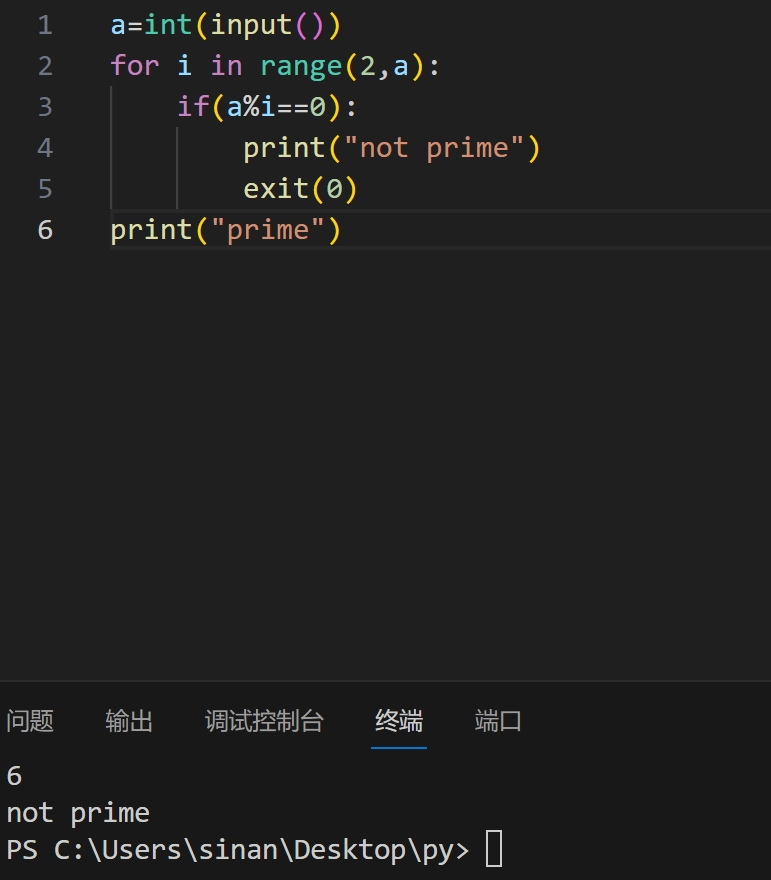 1 a=int(input())
2 for i in range(2,a):
3     if(a%i==0):
4         print("not prime")
5         exit(0)
6 print("prime")
问题 输出 调试控制台 终端 端口
6
not prime
PS C:\Users\sinan\Desktop\py>